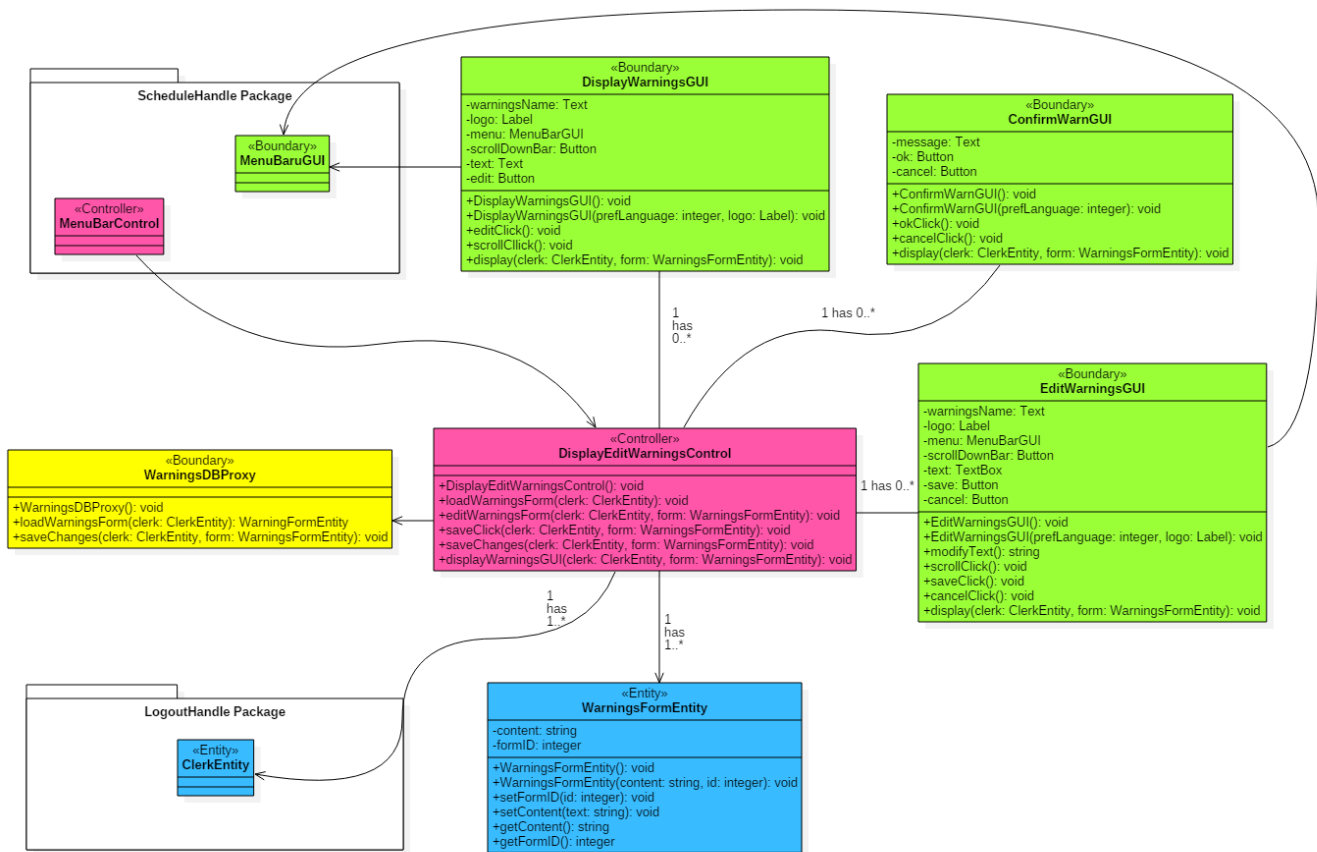 ScheduleHandle Package
«Boundary»
MenuBaruGUI
«Controller»
MenuBarControl
«Boundary»
DisplayWarningsGUI
-warningsName: Text
-logo: Label
-menu: MenuBarGUI
-scrollDownBar: Button
-text: Text
-edit: Button
+DisplayWarningsGUI(): void
+DisplayWarningsGUI(prefLanguage: integer, logo: Label): void
+editClick(): void
+scrollCllick(): void
+display(clerk: ClerkEntity, form: WarningsFormEntity): void
«Boundary»
ConfirmWarnGUI
-message: Text
-ok: Button
-cancel: Button
+ConfirmWarnGUI(): void
+ConfirmWarnGUI(prefLanguage: integer): void
+okClick(): void
+cancelClick(): void
+display(clerk: ClerkEntity, form: WarningsFormEntity): void
1
has
0..*
1 has 0..*
«Boundary»
EditWarningsGUI
-warningsName: Text
-logo: Label
-menu: MenuBarGUI
-scrollDownBar: Button
-text: TextBox
-save: Button
-cancel: Button
+EditWarningsGUI(): void
+EditWarningsGUI(prefLanguage: integer, logo: Label): void
+modifyText(): string
+scrollClick(): void
+saveClick(): void
+cancelClick(): void
+display(clerk: ClerkEntity, form: WarningsFormEntity): void
1 has 0..*
«Controller»
DisplayEditWarningsControl
+DisplayEditWarningsControl(): void
+loadWarningsForm(clerk: ClerkEntity): void
+editWarningsForm(clerk: ClerkEntity, form: WarningsFormEntity): void
+saveClick(clerk: ClerkEntity, form: WarningsFormEntity): void
+saveChanges(clerk: ClerkEntity, form: WarningsFormEntity): void
+displayWarningsGUI(clerk: ClerkEntity, form: WarningsFormEntity): void
«Boundary»
WarningsDBProxy
+WarningsDBProxy(): void
+loadWarningsForm(clerk: ClerkEntity): WarningFormEntity
+saveChanges(clerk: ClerkEntity, form: WarningsFormEntity): void
1
has
1..*
1
has
1..*
LogoutHandle Package
«Entity»
ClerkEntity
«Entity»
WarningsFormEntity
-content: string
-formID: integer
+WarningsFormEntity(): void
+WarningsFormEntity(content: string, id: integer): void
+setFormID(id: integer): void
+setContent(text: string): void
+getContent(): string
+getFormID(): integer